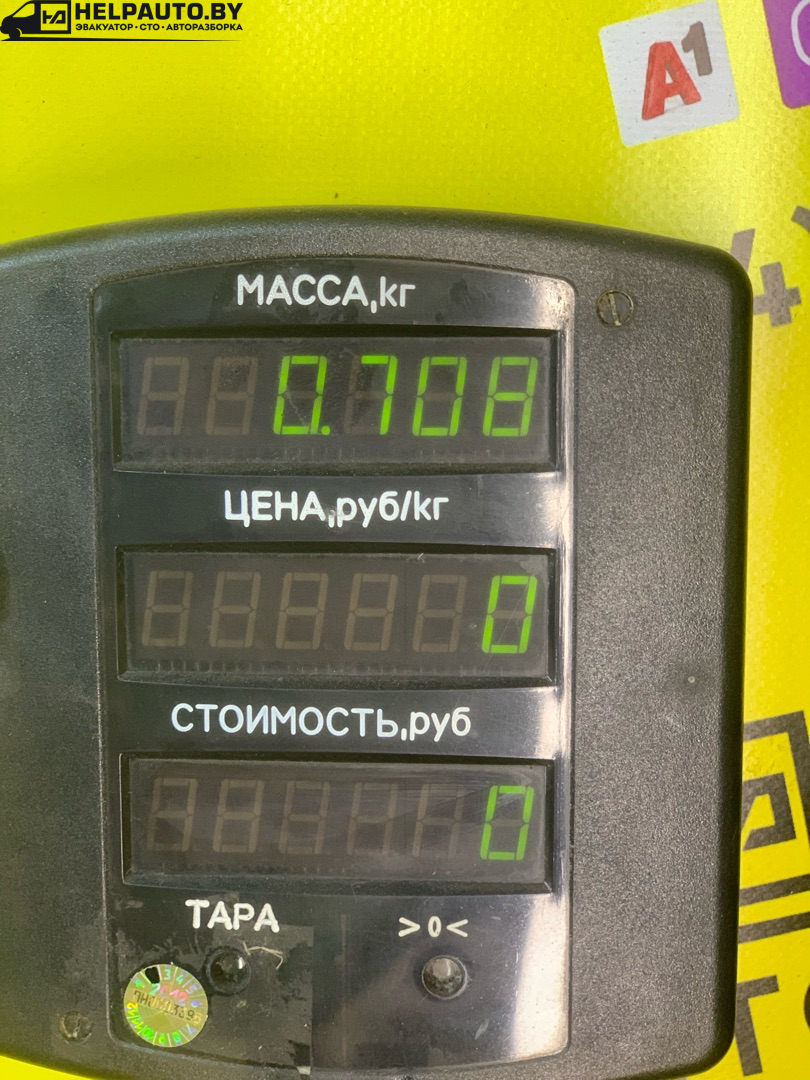 HELPAUTO.BY
ЭВАКУАТОР•СТО•АВТОРАЗБОРКА
A1
МАССА,кг
0.708
ЦЕНА,руб/кг
0
СТОИМОСТЬ,руб
0
ТАРА
>0<